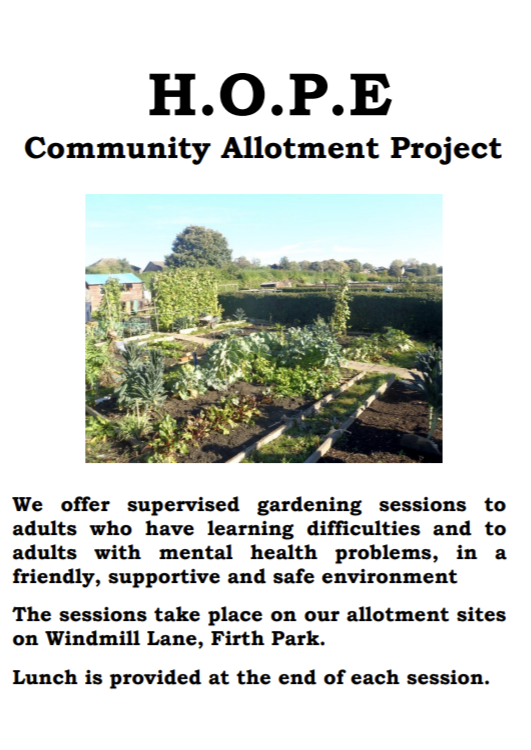 H.O.P.E
Community Allotment Project
We offer supervised gardening sessions to
adults who have learning difficulties and to
adults with mental health problems, in a
friendly, supportive and safe environment
The sessions take place on our allotment sites
on Windmill Lane, Firth Park.
Lunch is provided at the end of each session.